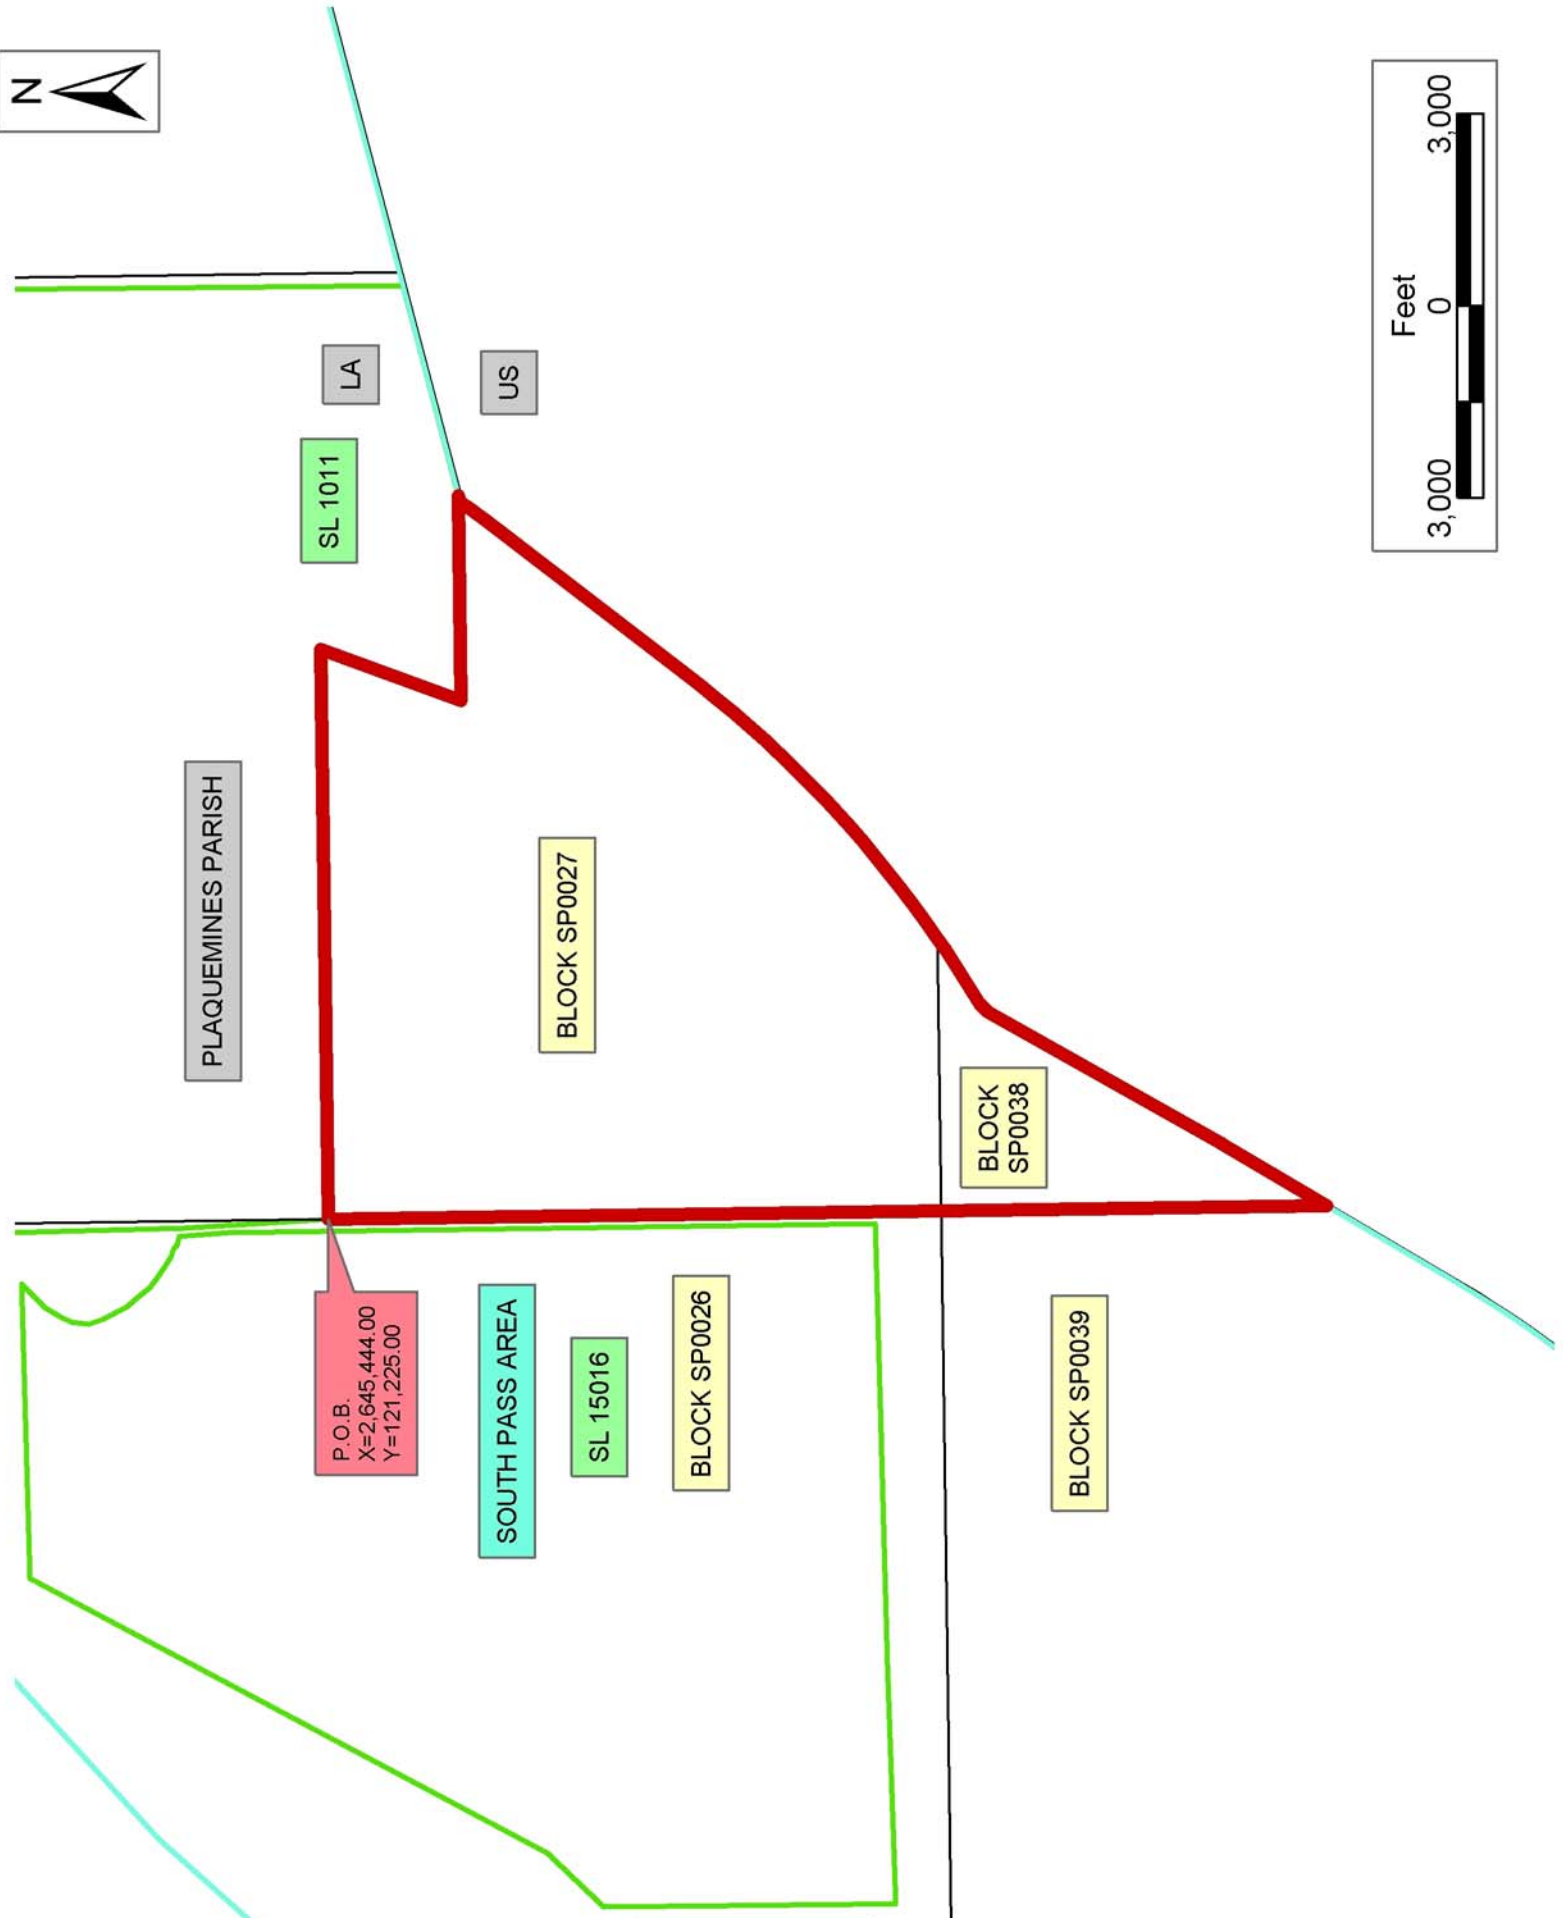 N
PLAQUEMINES PARISH
SL 1011
LA
US
P.O.B.
X=2,645,444.00
Y=121,225.00
SOUTH PASS AREA
SL 15016
BLOCK SP0026
BLOCK SP0027
BLOCK
SP0038
BLOCK SP0039
Feet
3,000 0 3,000